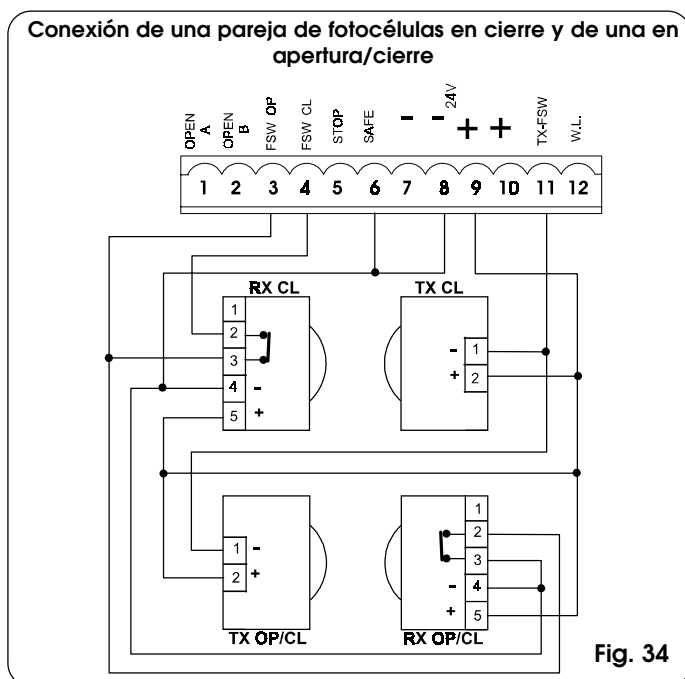 Conexión de una pareja de fotocélulas en cierre y de una en
apertura/cierre
OPEN A
OPEN B
FSW OP
FSW CL
STOP
SAFE
-
-
24V
+
+
TX-FSW
W.L.
1 2 3 4 5 6 7 8 9 10 11 12
RX CL
1
2
3
4 -
5 +
TX CL
- 1
+ 2
1 -
2 +
TX OP/CL
1
2
3
- 4
+ 5
RX OP/CL
Fig. 34